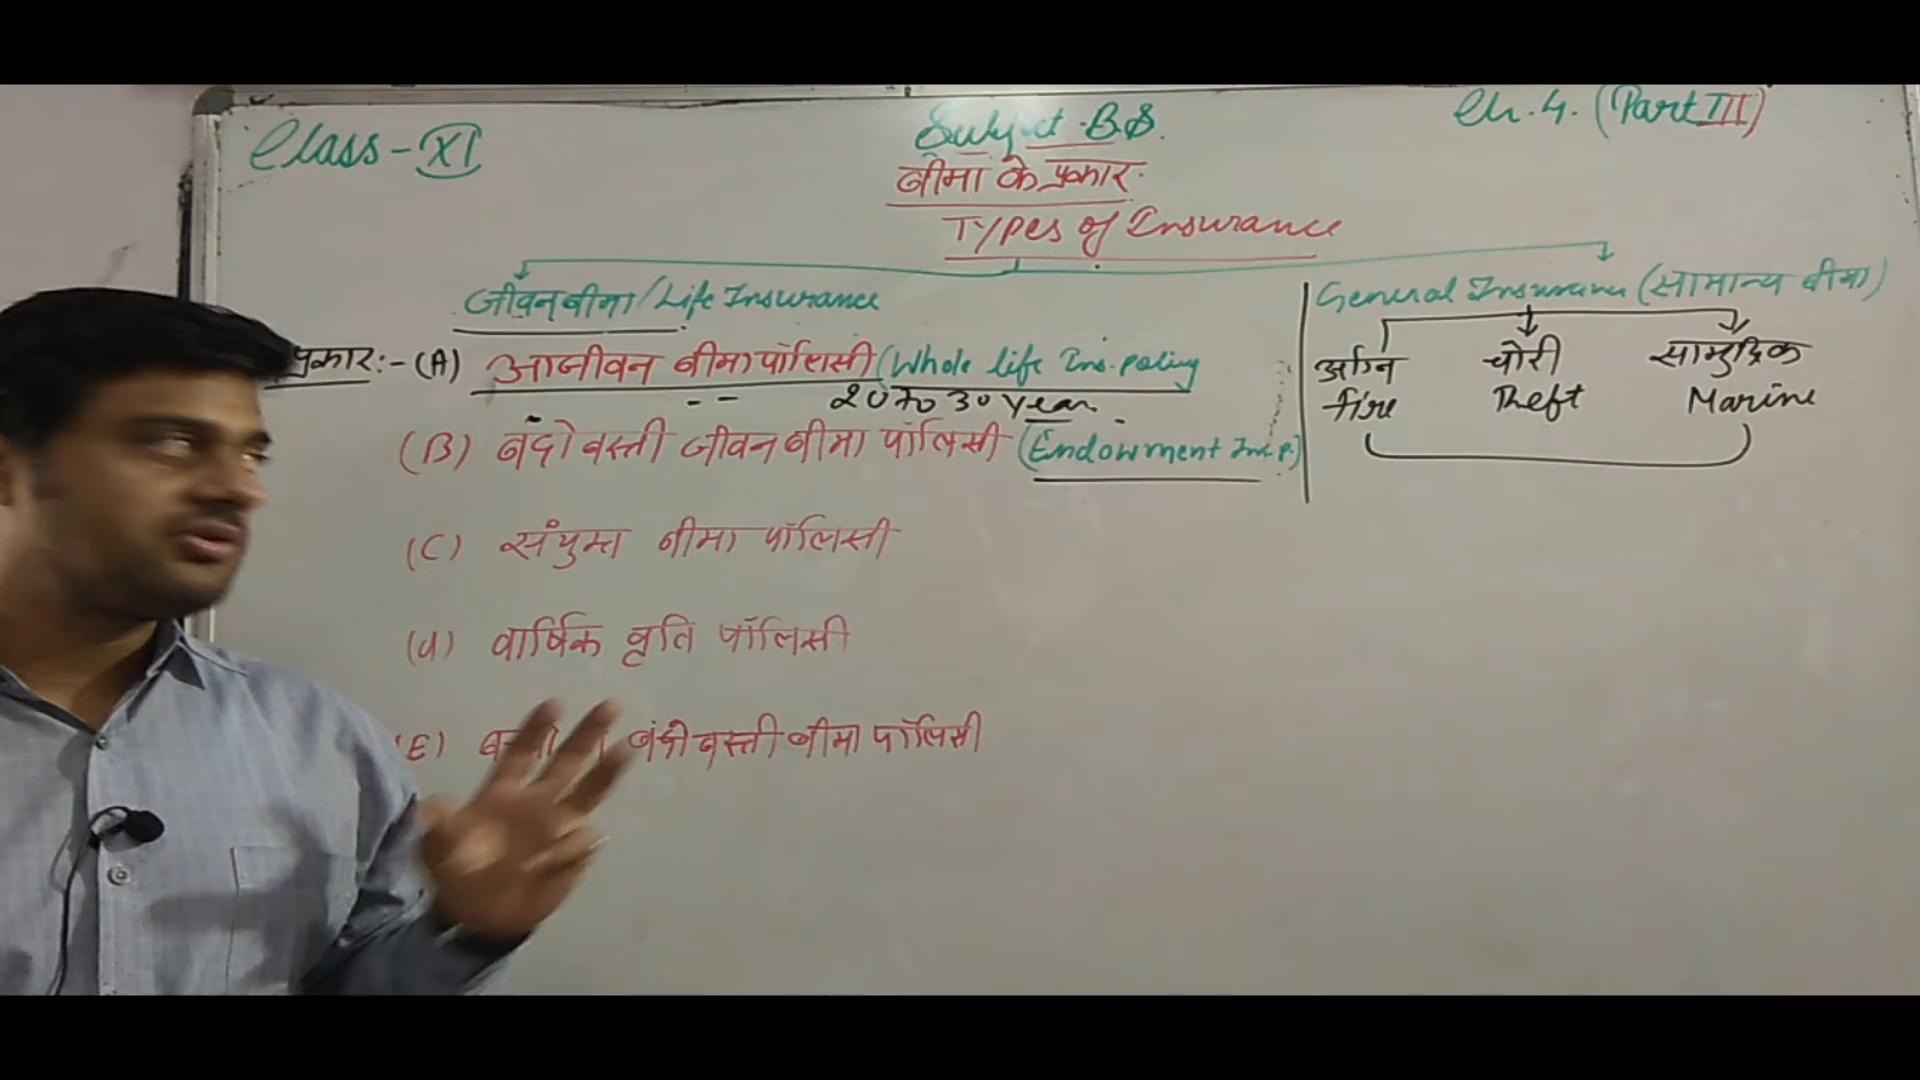 Class-XI
Subject-B.S.
Ch.4. (Part III)
बीमा के प्रकार
Types of Insurance
जीवन बीमा/Life Insurance
General Insurance (सामान्य बीमा)
प्रकार:- (A) आजीवन बीमा पॉलिसी (Whole life Ins. policy
20 To 30 Year
अग्नि चोरी सामुद्रिक
Fire Theft Marine
(B) बंदोबस्ती जीवन बीमा पॉलिसी (Endowment Ins. P.)
(C) संयुक्त बीमा पॉलिसी
(d) वार्षिक वृति पॉलिसी
(E) बंदोबस्ती बीमा पॉलिसी